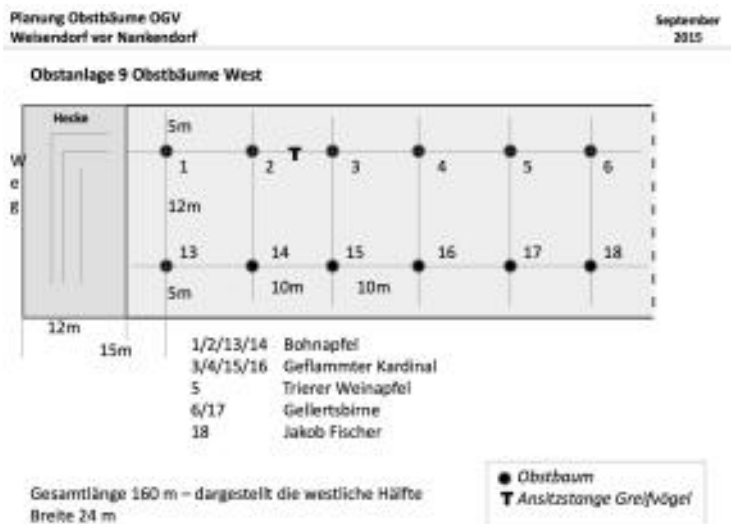 Planung Obstbäume OGV
Weisendorf vor Nankendorf
September
2015
Obstanlage 9 Obstbäume West
Hecke
Weg
5m
1
2
3
4
5
6
12m
13
14
15
16
17
18
5m
10m
10m
12m
15m
1/2/13/14 Bohnapfel
3/4/15/16 Geflammter Kardinal
5 Trierer Weinapfel
6/17 Gellertsbirne
18 Jakob Fischer
Obstbaum
T Ansitzstange Greifvögel
Gesamtlänge 160 m – dargestellt die westliche Hälfte
Breite 24 m